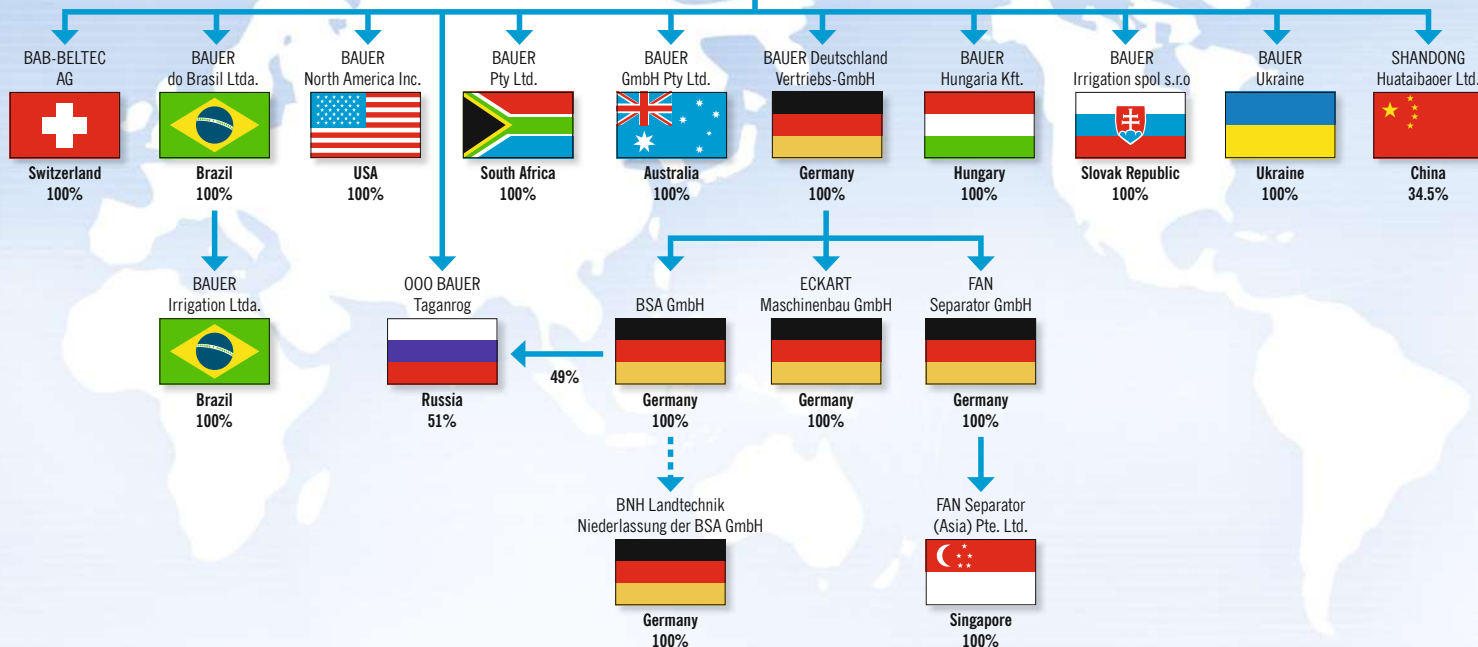 BAB-BELTEC
AG
Switzerland
100%
BAUER
do Brasil Ltda.
Brazil
100%
BAUER
North America Inc.
USA
100%
BAUER
Pty Ltd.
South Africa
100%
BAUER
GmbH Pty Ltd.
Australia
100%
BAUER Deutschland
Vertriebs-GmbH
Germany
100%
BAUER
Hungaria Kft.
Hungary
100%
BAUER
Irrigation spol s.r.o
Slovak Republic
100%
BAUER
Ukraine
Ukraine
100%
SHANDONG
Huataibaoer Ltd.
China
34.5%
BAUER
Irrigation Ltda.
Brazil
100%
OOO BAUER
Taganrog
Russia
51%
49%
BSA GmbH
Germany
100%
ECKART
Maschinenbau GmbH
Germany
100%
FAN
Separator GmbH
Germany
100%
BNH Landtechnik
Niederlassung der BSA GmbH
Germany
100%
FAN Separator
(Asia) Pte. Ltd.
Singapore
100%